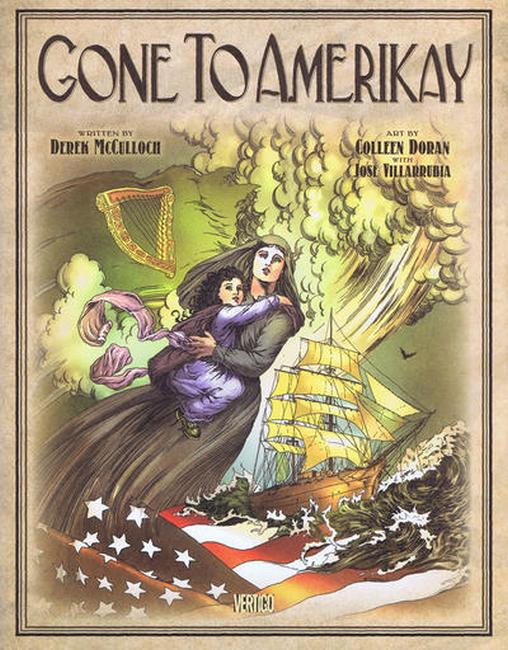 GONE TO AMERIKAY
WRITTEN BY
DEREK MCCULLOCH
ART BY
COLLEEN DORAN
WITH
JOSÉ VILLARRUBIA
VERTIGO